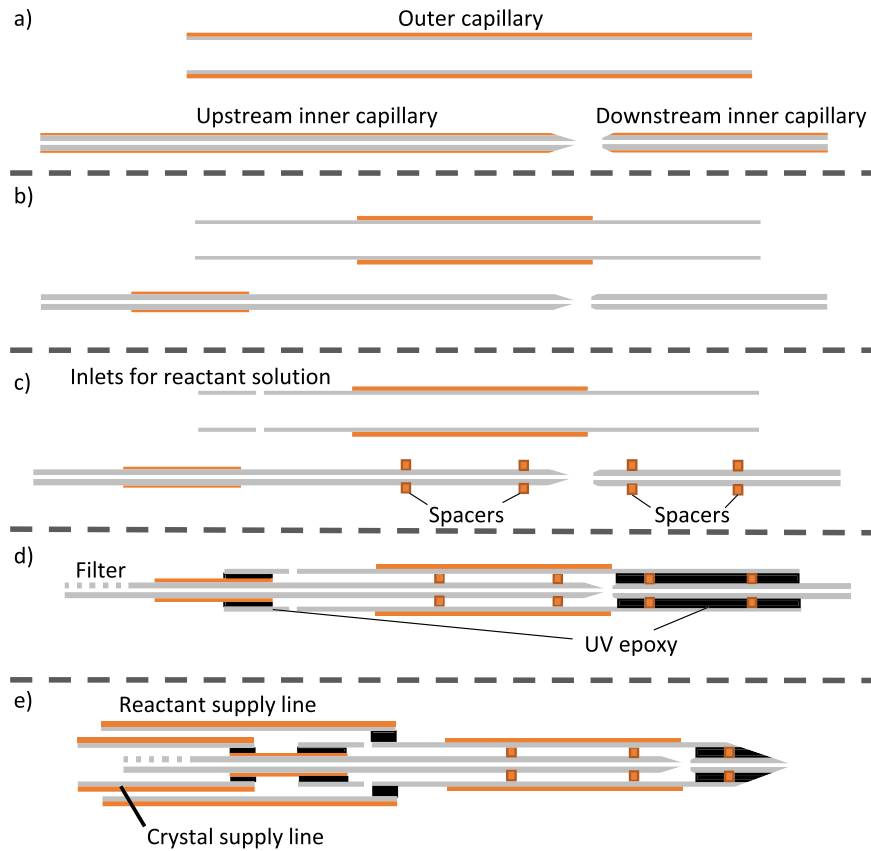 a)
Outer capillary
Upstream inner capillary
Downstream inner capillary
b)
c)
Inlets for reactant solution
Spacers
Spacers
d)
Filter
UV epoxy
e)
Reactant supply line
Crystal supply line